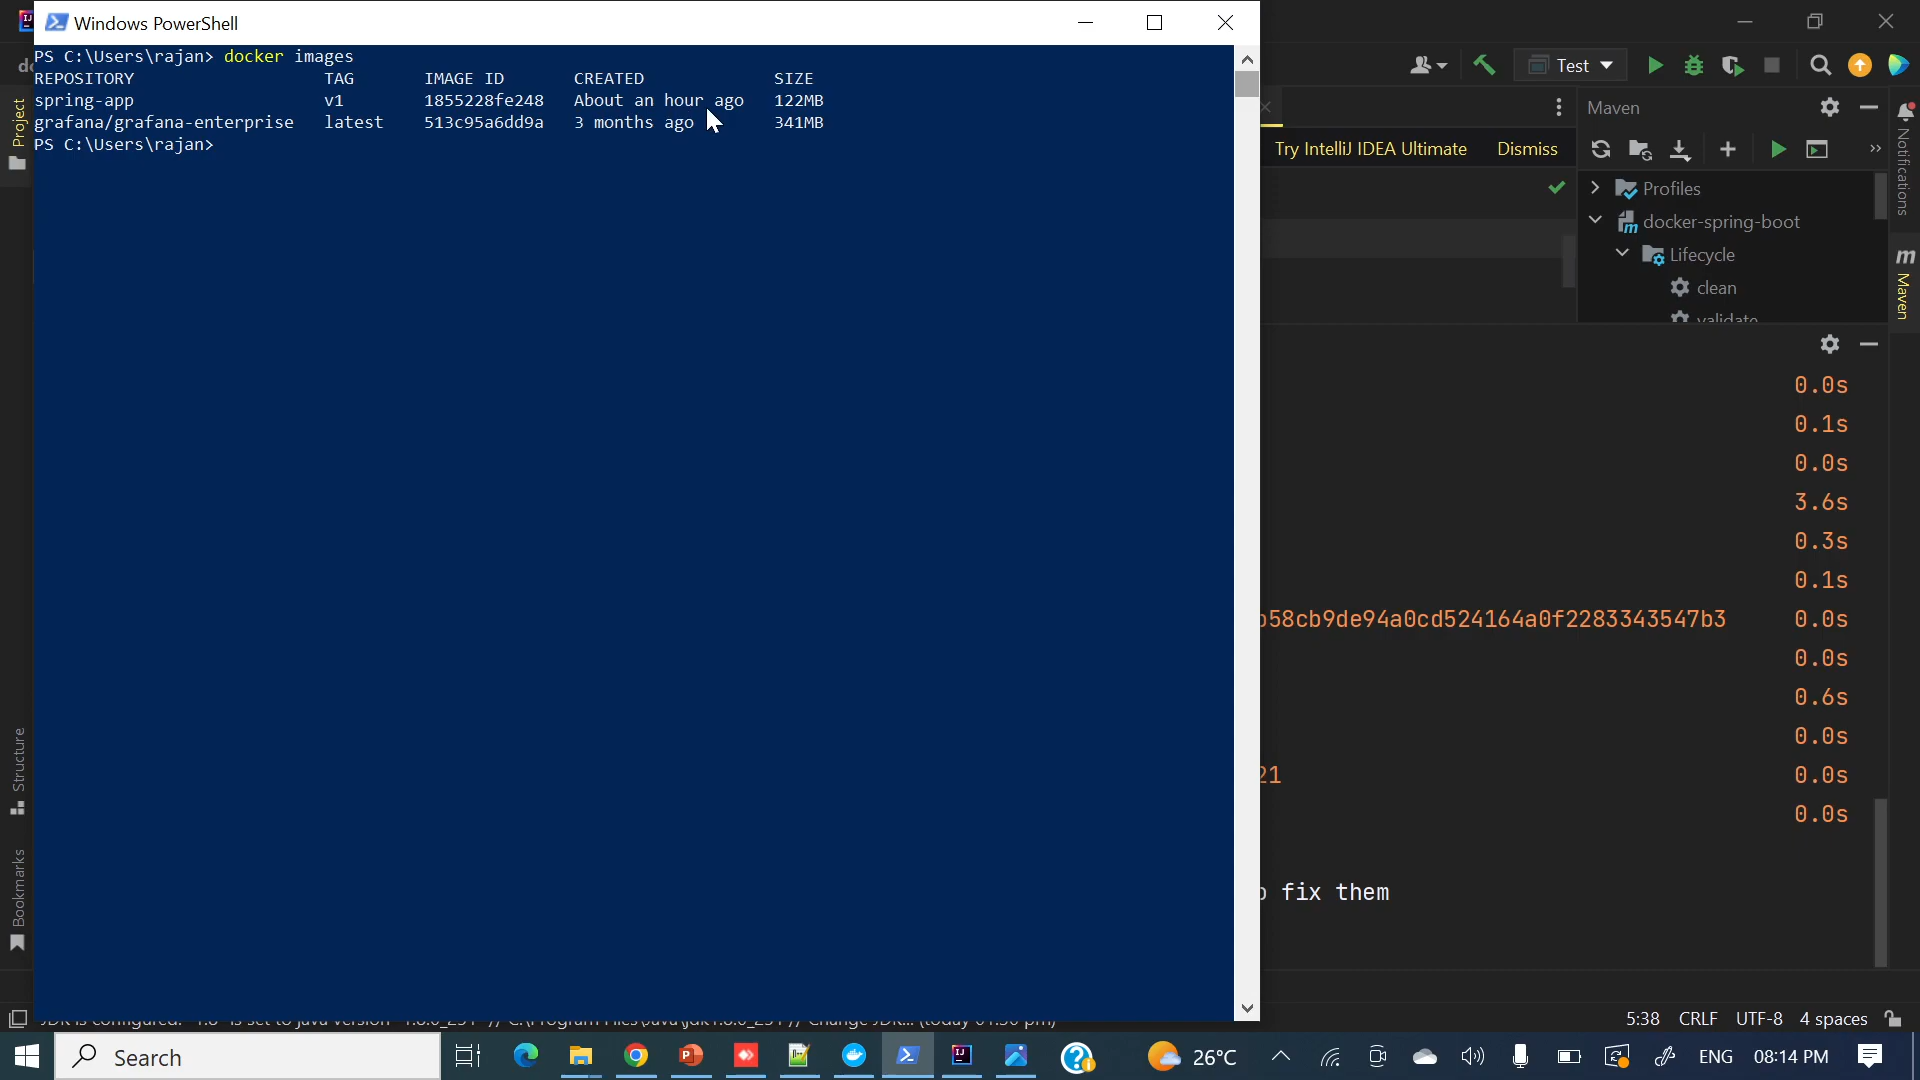 Windows PowerShell
PS C:\Users\rajan> docker images
REPOSITORY TAG IMAGE ID CREATED SIZE
spring-app v1 1855228fe248 About an hour ago 122MB
grafana/grafana-enterprise latest 513c95a6dd9a 3 months ago 341MB
PS C:\Users\rajan>
Project
Structure
Bookmarks
Test
Maven
Try IntelliJ IDEA Ultimate Dismiss
Profiles
docker-spring-boot
Lifecycle
clean
validate
Notifications
Maven
0.0s
0.1s
0.0s
3.6s
0.3s
0.1s
58cb9de94a0cd524164a0f2283343547b3 0.0s
0.0s
0.6s
0.0s
21 0.0s
0.0s
fix them
5:38 CRLF UTF-8 4 spaces
Search
26°C
ENG 08:14 PM